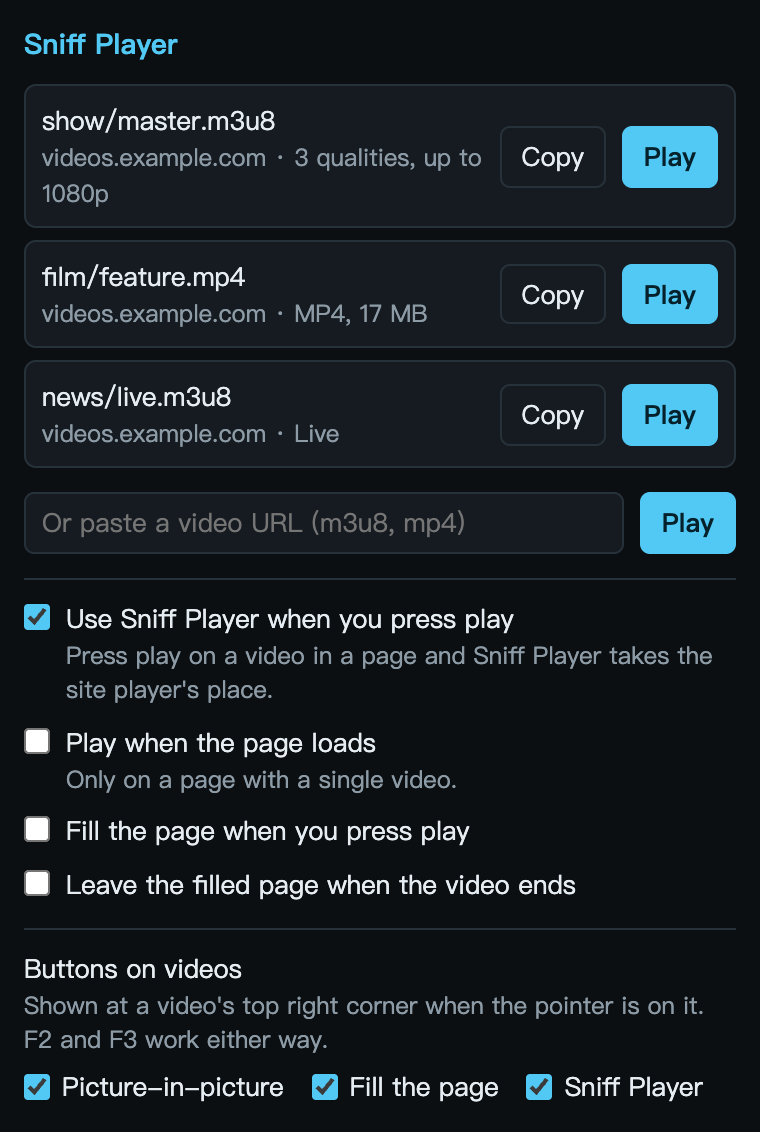 Sniff Player
show/master.m3u8
videos.example.com · 3 qualities, up to
1080p
Copy
Play
film/feature.mp4
videos.example.com · MP4, 17 MB
Copy
Play
news/live.m3u8
videos.example.com · Live
Copy
Play
Or paste a video URL (m3u8, mp4)
Play
Use Sniff Player when you press play
Press play on a video in a page and Sniff Player takes the
site player's place.
Play when the page loads
Only on a page with a single video.
Fill the page when you press play
Leave the filled page when the video ends
Buttons on videos
Shown at a video's top right corner when the pointer is on it.
F2 and F3 work either way.
Picture-in-picture
Fill the page
Sniff Player